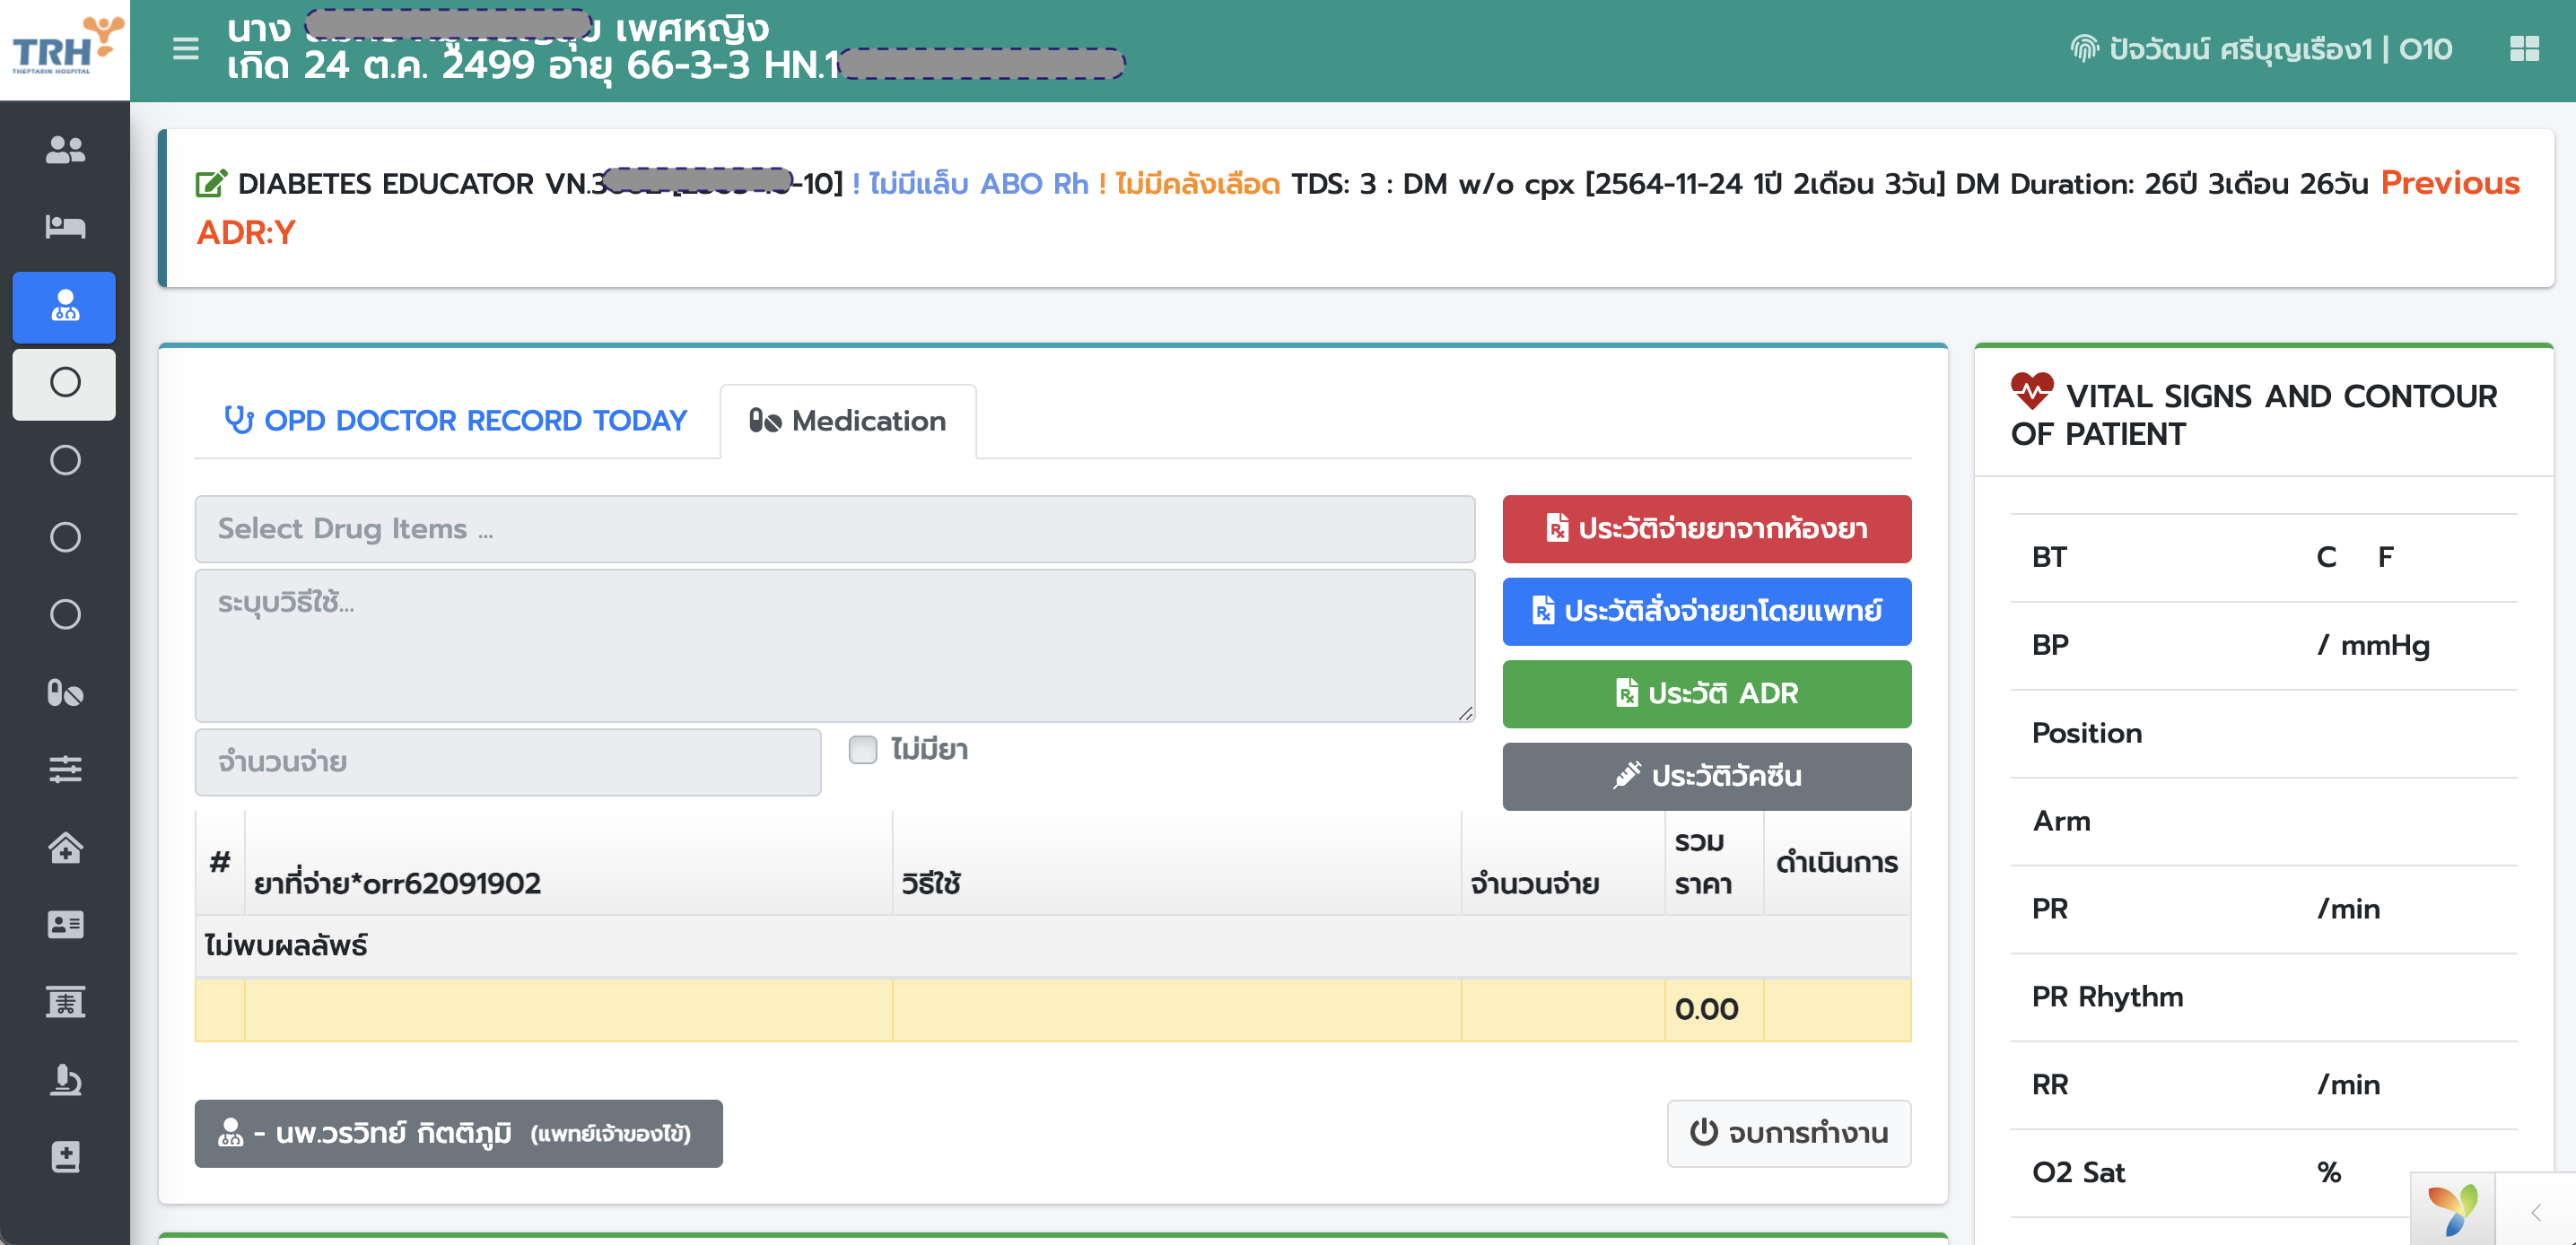 TRH
THEPTARIN HOSPITAL
นาง เพศหญิง
เกิด 24 ต.ค. 2499 อายุ 66-3-3 HN.1
ปัจวัฒน์ ศรีบุญเรือง1 | O10
DIABETES EDUCATOR VN.3 -10] ! ไม่มีแล็บ ABO Rh ! ไม่มีคลังเลือด TDS: 3 : DM w/o cpx [2564-11-24 1ปี 2เดือน 3วัน] DM Duration: 26ปี 3เดือน 26วัน Previous
ADR:Y
OPD DOCTOR RECORD TODAY
Medication
Select Drug Items ...
ระบุบวิธีใช้...
จำนวนจ่าย
ไม่มียา
ประวัติจ่ายยาจากห้องยา
ประวัติสั่งจ่ายยาโดยแพทย์
ประวัติ ADR
ประวัติวัคซีน
# ยาที่จ่าย*orr62091902 วิธีใช้ จำนวนจ่าย รวม ราคา ดำเนินการ
ไม่พบผลลัพธ์
0.00
- นพ.วรวิทย์ กิตติภูมิ (แพทย์เจ้าของไข้)
จบการทำงาน
VITAL SIGNS AND CONTOUR
OF PATIENT
BT C F
BP / mmHg
Position
Arm
PR /min
PR Rhythm
RR /min
O2 Sat %